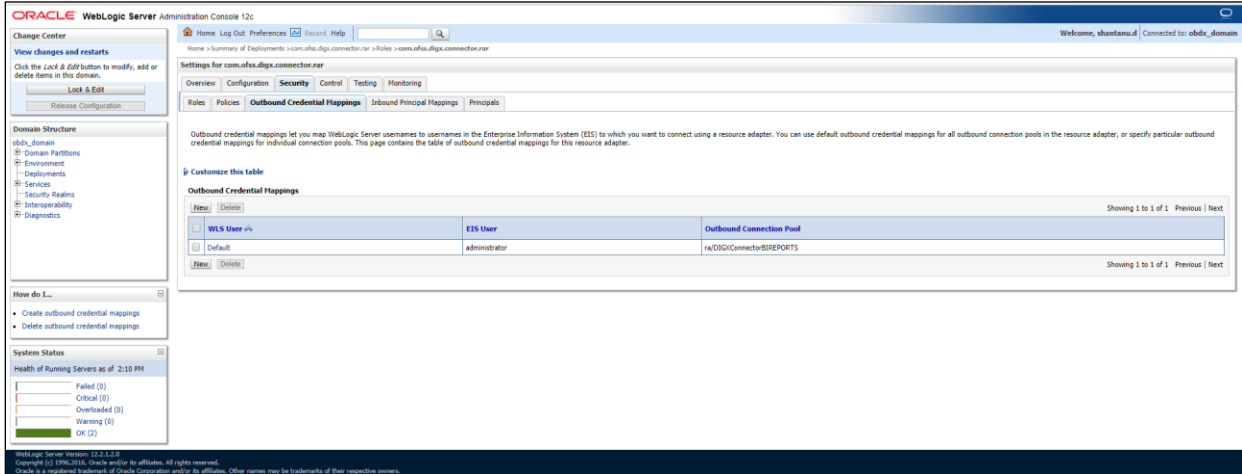 ORACLE WebLogic Server Administration Console 12c
Change Center
View changes and restarts
Click the Lock & Edit button to modify, add or
delete items in this domain.
Lock & Edit
Release Configuration
Domain Structure
obdx_domain
Domain Partitions
Environment
Deployments
Services
Security Realms
Interoperability
Diagnostics
How do I...
Create outbound credential mappings
Delete outbound credential mappings
System Status
Health of Running Servers as of 2:10 PM
Failed (0)
Critical (0)
Overloaded (0)
Warning (0)
OK (2)
Home Log Out Preferences Record Help
Welcome, shantanu.d Connected to: obdx_domain
Home >Summary of Deployments >com.ofss.digx.connector.rar >Roles >com.ofss.digx.connector.rar
Settings for com.ofss.digx.connector.rar
Overview Configuration Security Control Testing Monitoring
Roles Policies Outbound Credential Mappings Inbound Principal Mappings Principals
Outbound credential mappings let you map WebLogic Server usernames to usernames in the Enterprise Information System (EIS) to which you want to connect using a resource adapter. You can use default outbound credential mappings for all outbound connection pools in the resource adapter, or specify particular outbound
credential mappings for individual connection pools. This page contains the table of outbound credential mappings for this resource adapter.
Customize this table
Outbound Credential Mappings
New Delete Showing 1 to 1 of 1 Previous | Next
WLS User EIS User Outbound Connection Pool
Default administrator ra/DIGXConnectorBIREPORTS
New Delete Showing 1 to 1 of 1 Previous | Next
WebLogic Server Version: 12.2.1.2.0
Copyright (c) 1996,2016, Oracle and/or its affiliates. All rights reserved.
Oracle is a registered trademark of Oracle Corporation and/or its affiliates. Other names may be trademarks of their respective owners.